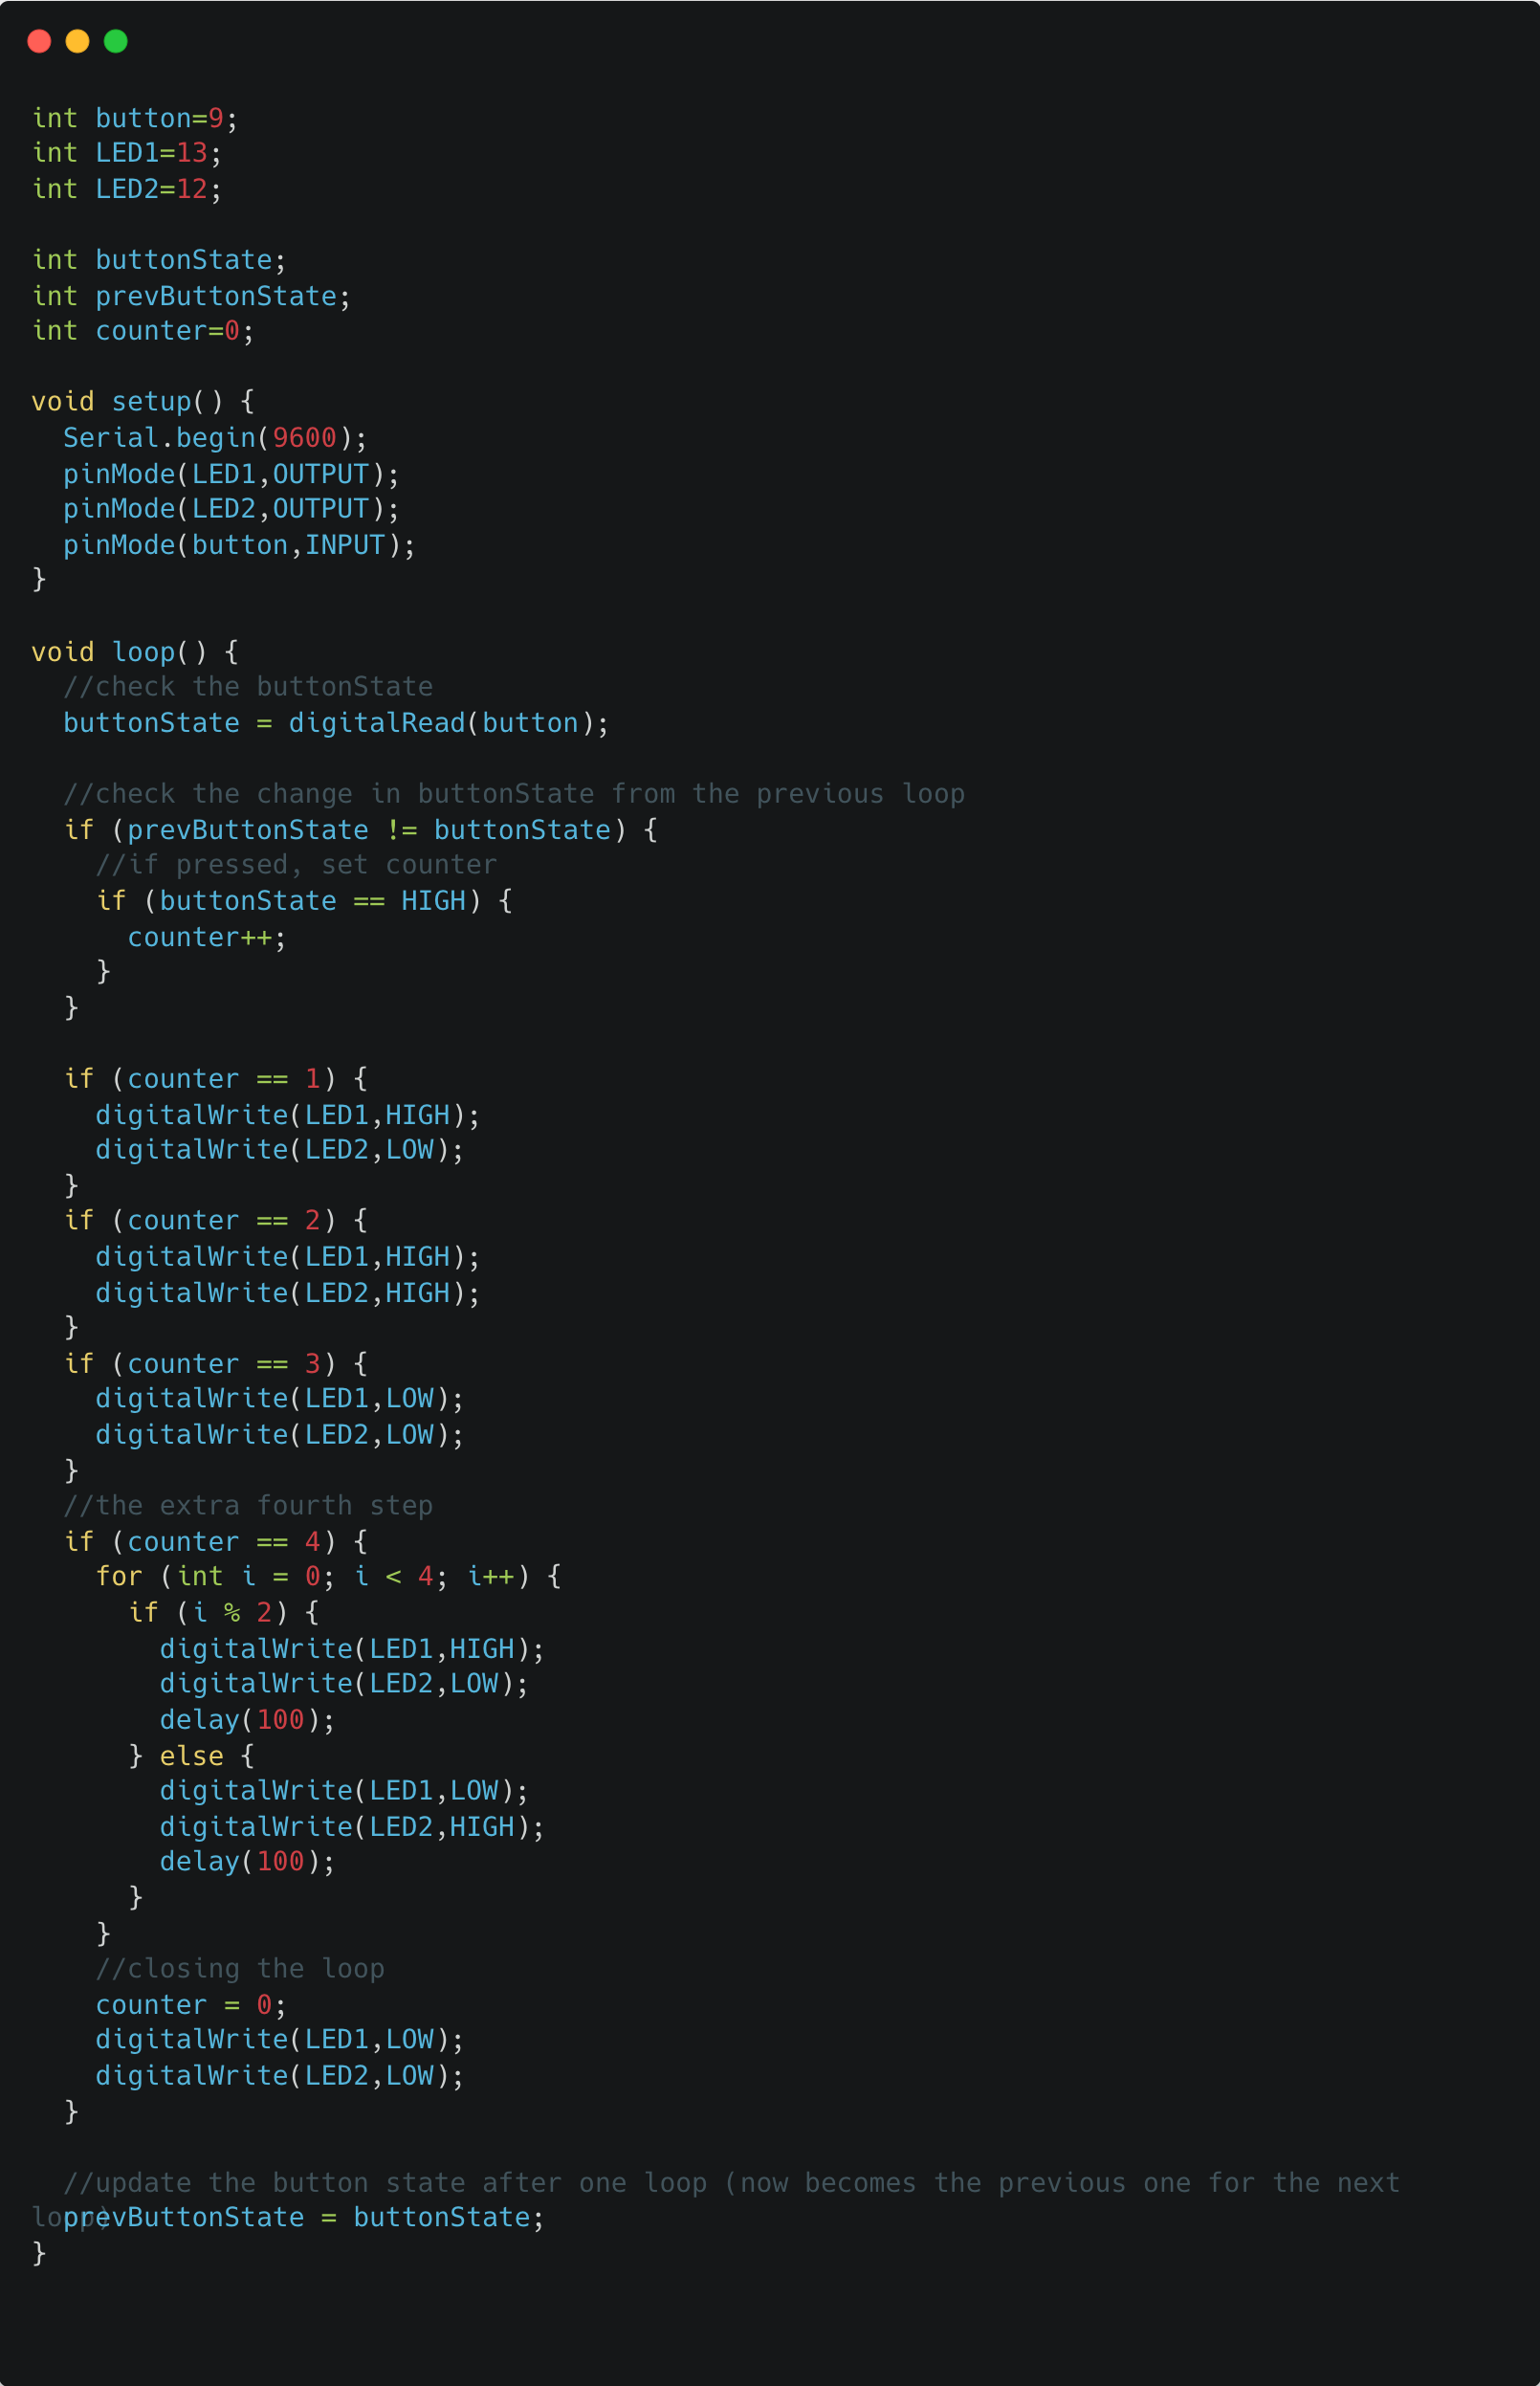 int button=9;
int LED1=13;
int LED2=12;

int buttonState;
int prevButtonState;
int counter=0;

void setup() {
  Serial.begin(9600);
  pinMode(LED1,OUTPUT);
  pinMode(LED2,OUTPUT);
  pinMode(button,INPUT);
}

void loop() {
  //check the buttonState
  buttonState = digitalRead(button);

  //check the change in buttonState from the previous loop
  if (prevButtonState != buttonState) {
    //if pressed, set counter
    if (buttonState == HIGH) {
      counter++;
    }
  }

  if (counter == 1) {
    digitalWrite(LED1,HIGH);
    digitalWrite(LED2,LOW);
  }
  if (counter == 2) {
    digitalWrite(LED1,HIGH);
    digitalWrite(LED2,HIGH);
  }
  if (counter == 3) {
    digitalWrite(LED1,LOW);
    digitalWrite(LED2,LOW);
  }
  //the extra fourth step
  if (counter == 4) {
    for (int i = 0; i < 4; i++) {
      if (i % 2) {
        digitalWrite(LED1,HIGH);
        digitalWrite(LED2,LOW);
        delay(100);
      } else {
        digitalWrite(LED1,LOW);
        digitalWrite(LED2,HIGH);
        delay(100);
      }
    }
    //closing the loop
    counter = 0;
    digitalWrite(LED1,LOW);
    digitalWrite(LED2,LOW);
  }

  //update the button state after one loop (now becomes the previous one for the next
loop)
  prevButtonState = buttonState;
}